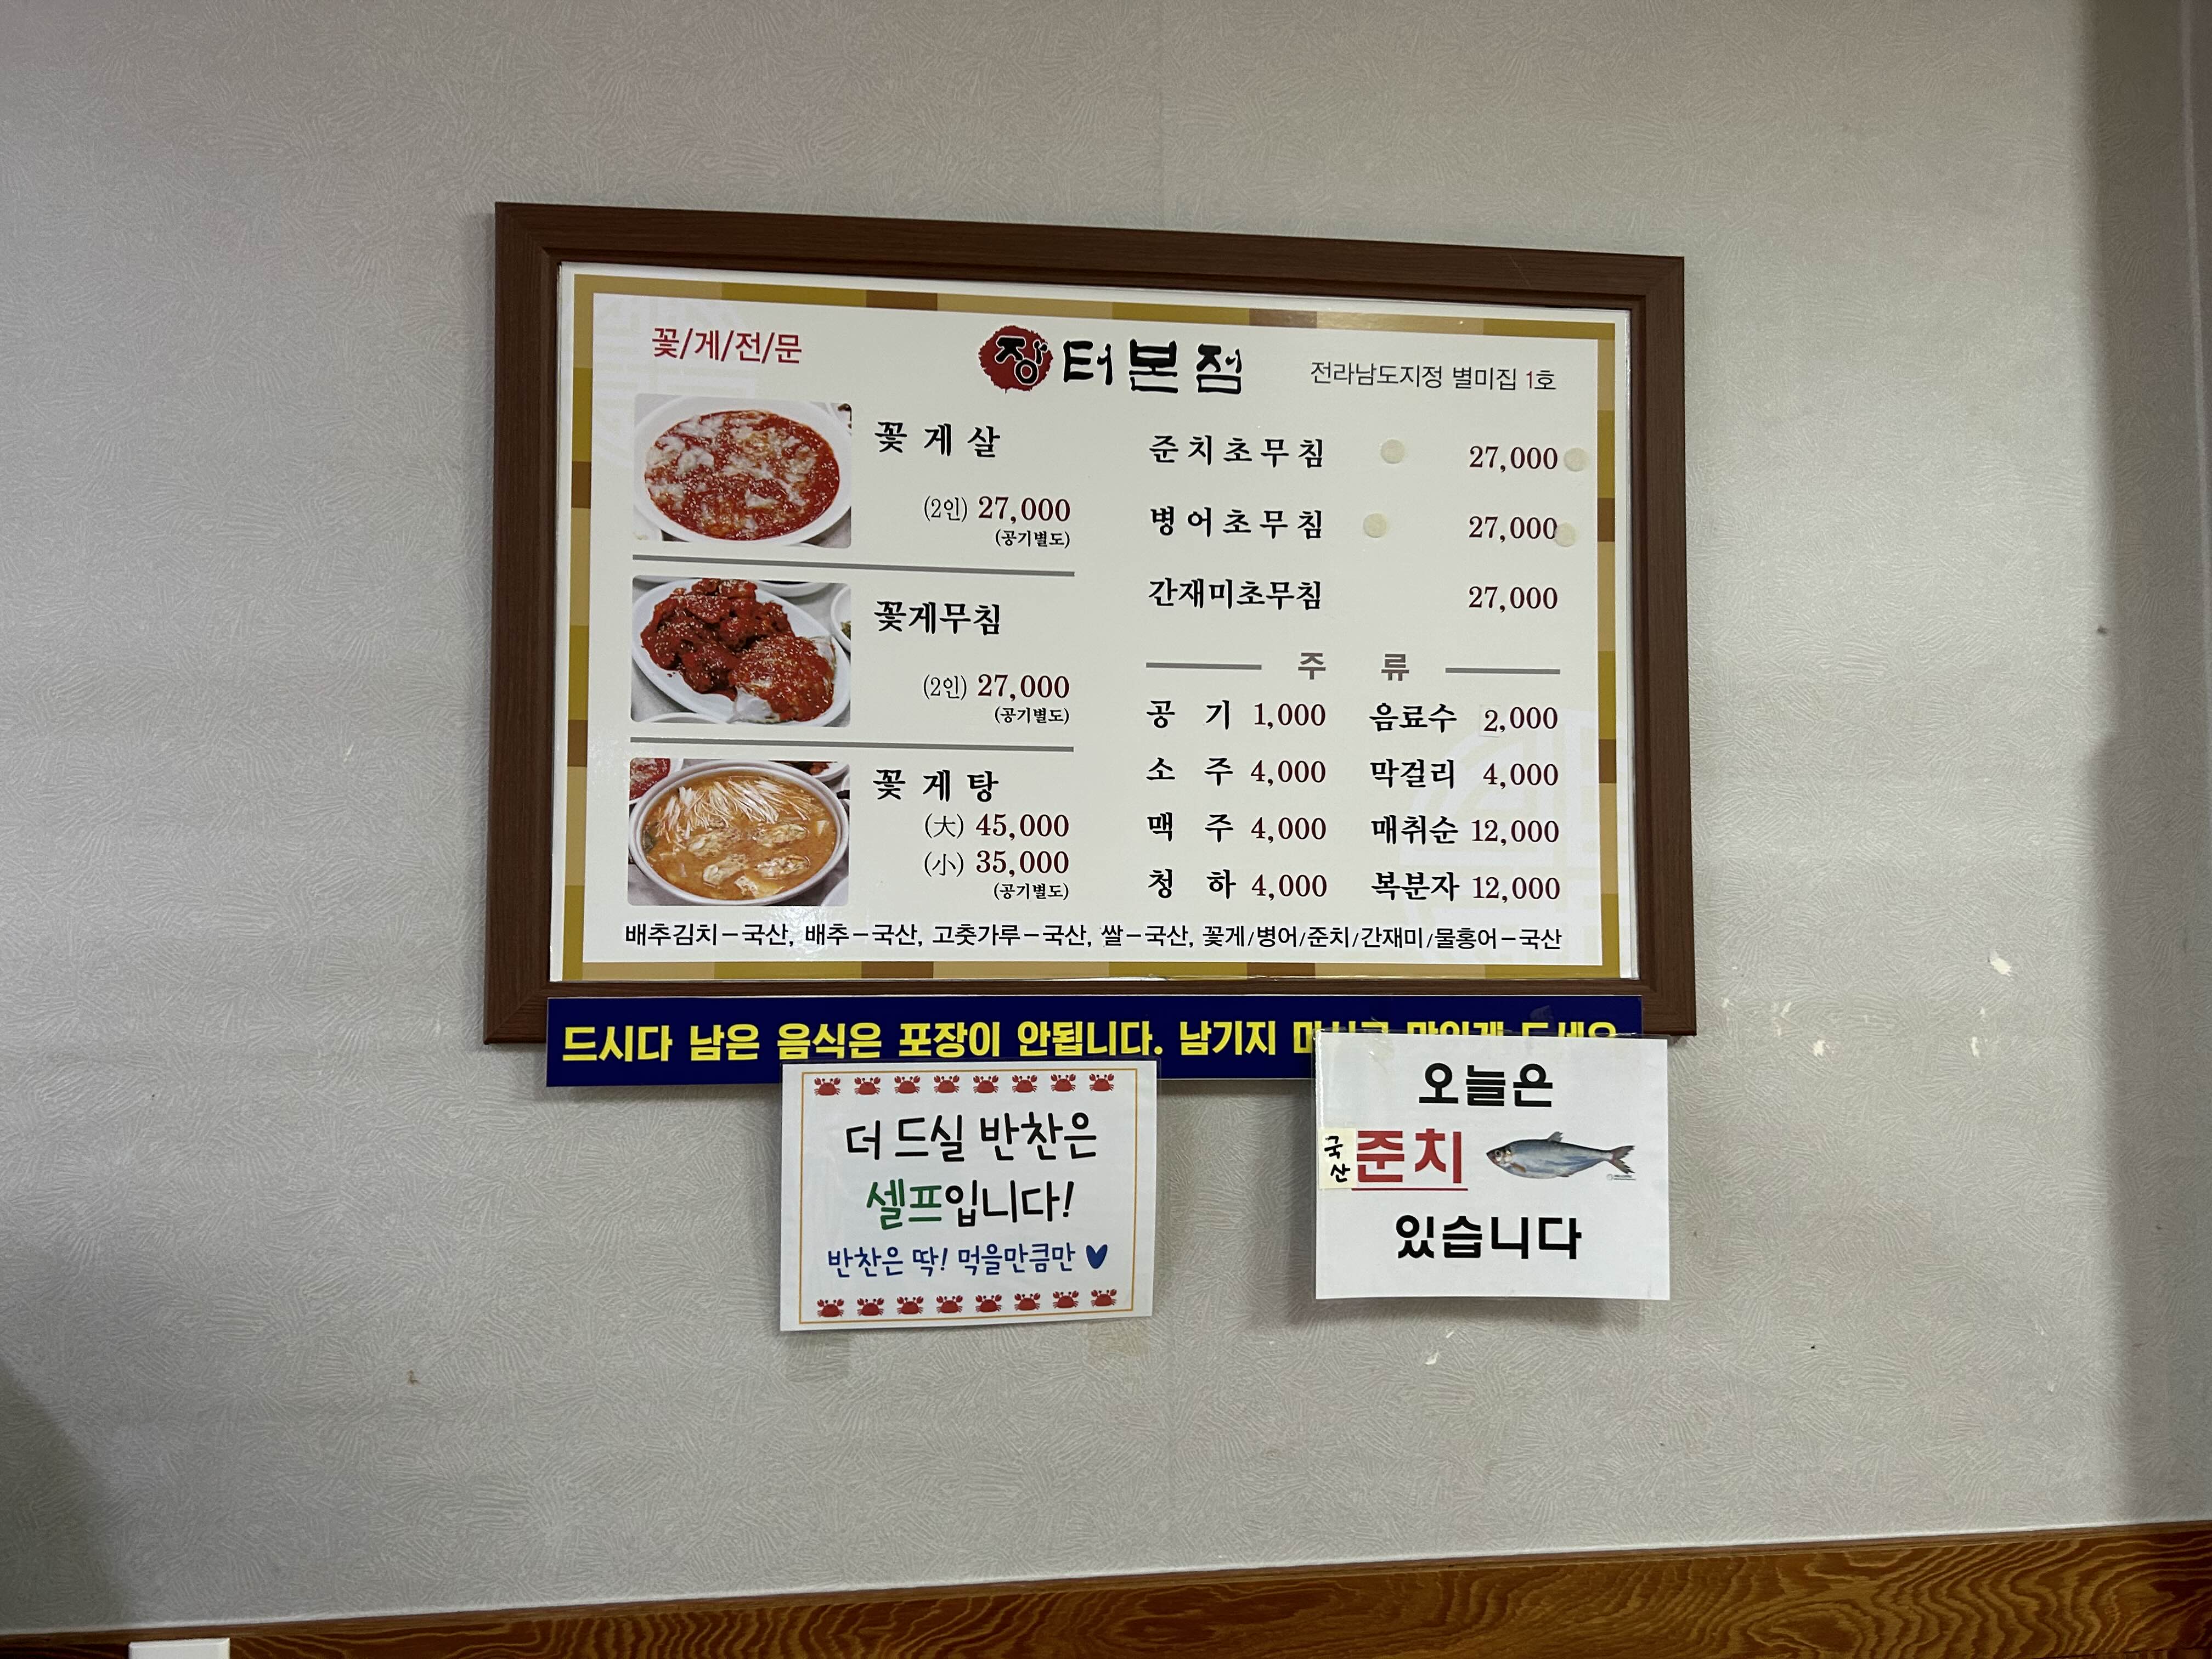 꽃/게/전/문
장터본점
전라남도지정 별미집 1호
꽃게살
(2인) 27,000
(공기별도)
꽃게무침
(2인) 27,000
(공기별도)
꽃게탕
(大) 45,000
(小) 35,000
(공기별도)
준치초무침 27,000
병어초무침 27,000
간재미초무침 27,000
주류
공기 1,000 음료수 2,000
소주 4,000 막걸리 4,000
맥주 4,000 매취순 12,000
청하 4,000 복분자 12,000
배추김치-국산, 배추-국산, 고춧가루-국산, 쌀-국산, 꽃게/병어/준치/간재미/물홍어-국산
드시다 남은 음식은 포장이 안됩니다. 남기지
더 드실 반찬은
셀프입니다!
반찬은 딱! 먹을만큼만
오늘은
국산 준치
있습니다